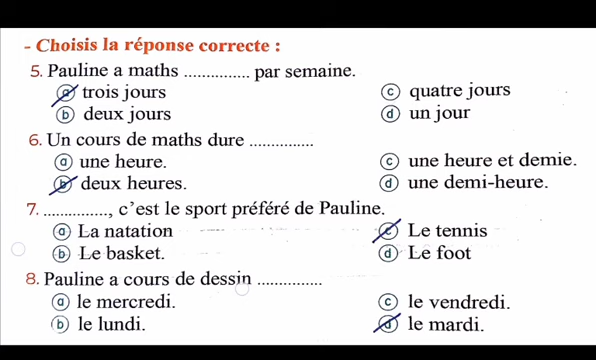 - Choisis la réponse correcte :
5. Pauline a maths ............... par semaine.
ⓐ trois jours ⓒ quatre jours
ⓑ deux jours ⓓ un jour
6. Un cours de maths dure ...............
ⓐ une heure. ⓒ une heure et demie.
ⓑ deux heures. ⓓ une demi-heure.
7. ..............., c’est le sport préféré de Pauline.
ⓐ La natation ⓒ Le tennis
ⓑ Le basket. ⓓ Le foot
8. Pauline a cours de dessin ...............
ⓐ le mercredi. ⓒ le vendredi.
ⓑ le lundi. ⓓ le mardi.